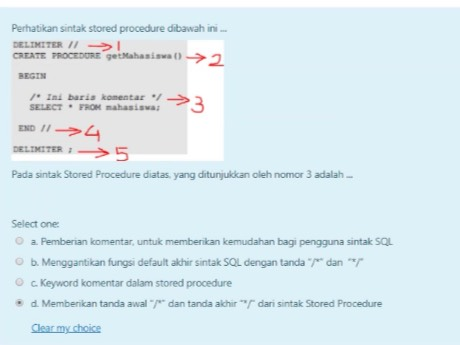 Perhatikan sintak stored procedure dibawah ini ...
DELIMITER // 1
CREATE PROCEDURE getMahasiswa() 2
BEGIN
/* Ini baris komentar */ 3
SELECT * FROM mahasiswa;
END // 4
DELIMITER ; 5
Pada sintak Stored Procedure diatas, yang ditunjukkan oleh nomor 3 adalah ...
Select one:
a. Pemberian komentar, untuk memberikan kemudahan bagi pengguna sintak SQL
b. Menggantikan fungsi default akhir sintak SQL dengan tanda "/*" dan "*/"
c. Keyword komentar dalam stored procedure
d. Memberikan tanda awal "/*" dan tanda akhir "*/" dari sintak Stored Procedure
Clear my choice